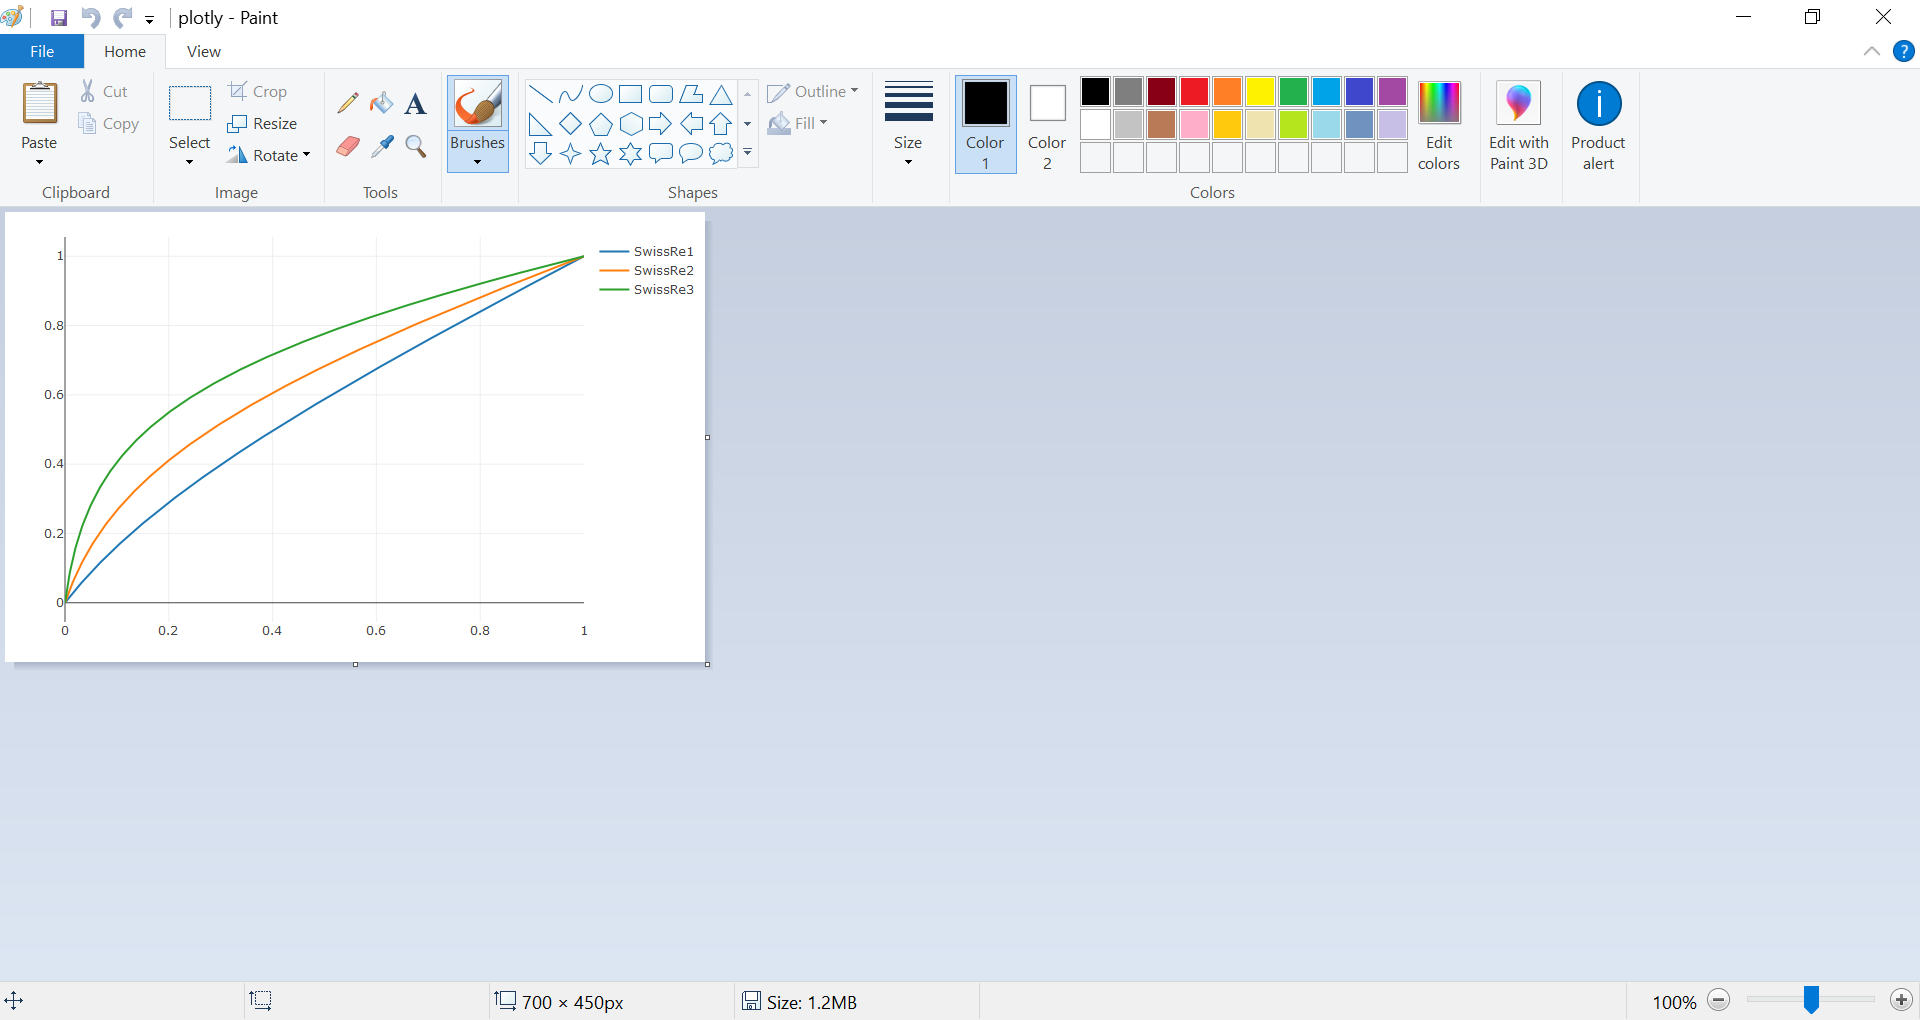 plotly - Paint
File Home View
Paste
Cut
Copy
Clipboard
Select
Crop
Resize
Rotate
Image
A
Tools
Brushes
Outline
Fill
Shapes
Size
Color
1
Color
2
Colors
Edit
colors
Edit with
Paint 3D
Product
alert
SwissRe1
SwissRe2
SwissRe3
1
0.8
0.6
0.4
0.2
0
0 0.2 0.4 0.6 0.8 1
700 × 450px
Size: 1.2MB
100%